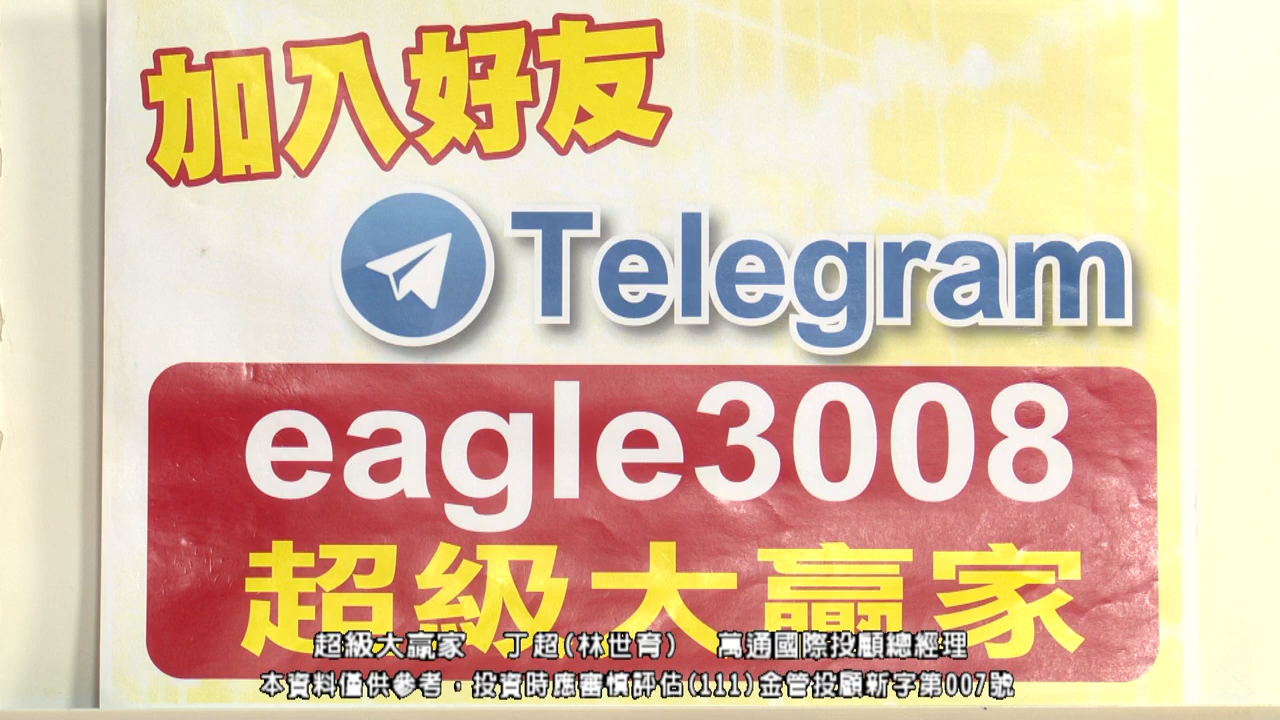 加入好友
Telegram
eagle3008
超級大贏家
超級大贏家 丁超(林世育) 萬通國際投顧總經理
本資料僅供參考，投資時應審慎評估(111)金管投顧新字第007號